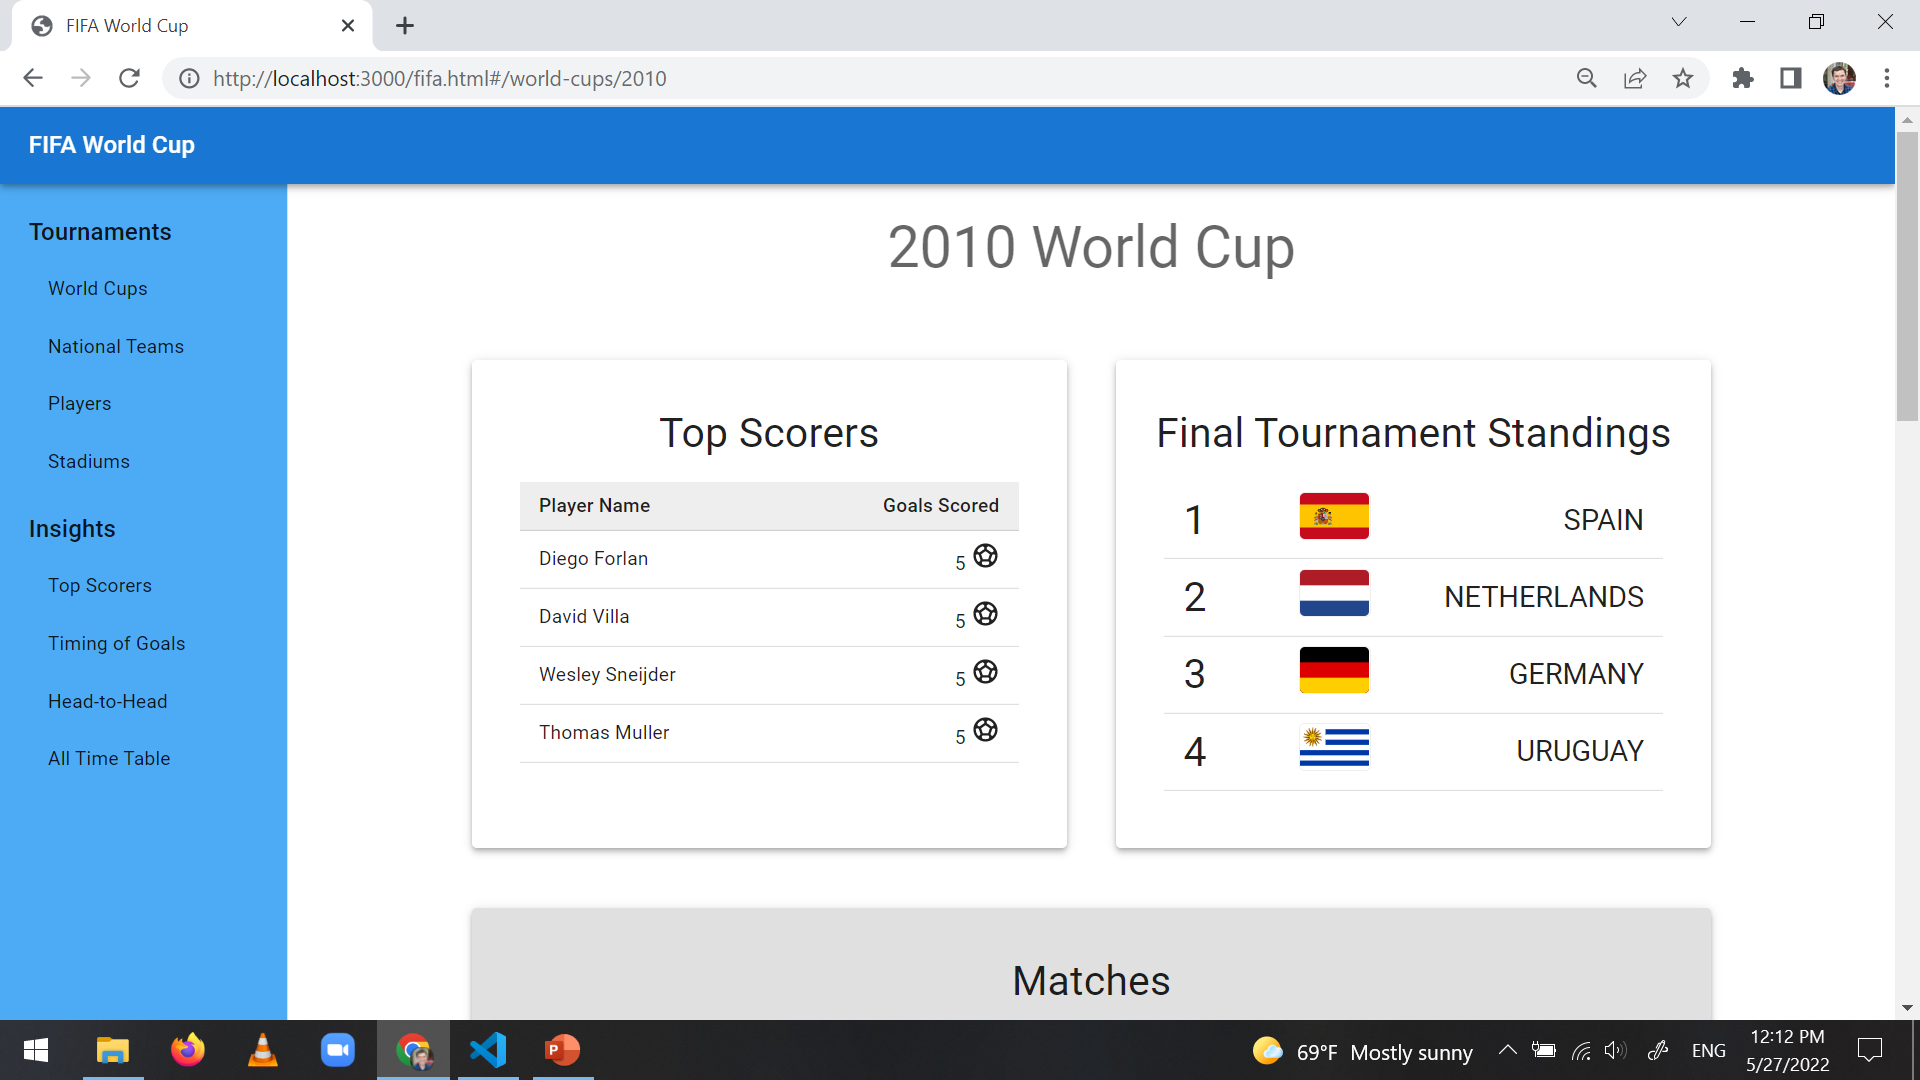 FIFA World Cup
http://localhost:3000/fifa.html#/world-cups/2010
FIFA World Cup
Tournaments
World Cups
National Teams
Players
Stadiums
Insights
Top Scorers
Timing of Goals
Head-to-Head
All Time Table
2010 World Cup
Top Scorers
Player Name Goals Scored
Diego Forlan 5
David Villa 5
Wesley Sneijder 5
Thomas Muller 5
Final Tournament Standings
1 SPAIN
2 NETHERLANDS
3 GERMANY
4 URUGUAY
Matches
P
69°F Mostly sunny
ENG
12:12 PM
5/27/2022